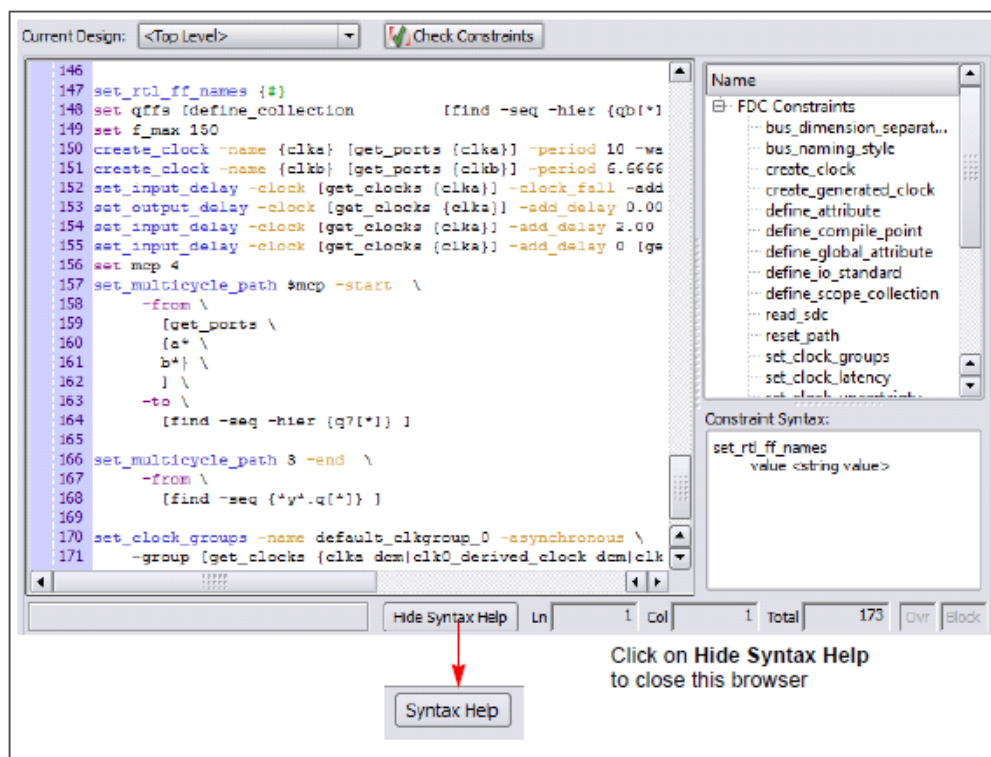 Current Design: <Top Level> Check Constraints
146
147 set_rtl_ff_names {#}
148 set qffs [define_collection [find -seq -hier {qb[*]
149 set f_max 150
150 create_clock -name {clka} [get_ports {clka}] -period 10 -wa
151 create_clock -name {clkb} [get_ports {clkb}] -period 6.6666
152 set_input_delay -clock [get_clocks {clka}] -clock_fall -add
153 set_output_delay -clock [get_clocks {clka}] -add_delay 0.00
154 set_input_delay -clock [get_clocks {clka}] -add_delay 2.00
155 set_input_delay -clock [get_clocks {clka}] -add_delay 0 [ge
156 set mcp 4
157 set_multicycle_path $mcp -start \
158 -from \
159 [get_ports \
160 {a* \
161 b*} \
162 ] \
163 -to \
164 [find -seq -hier {q?[*]} ]
165
166 set_multicycle_path 3 -end \
167 -from \
168 [find -seq {*y*.q[*]} ]
169
170 set_clock_groups -name default_clkgroup_0 -asynchronous \
171 -group [get_clocks {clka dcm|clk0_derived_clock dcm|clk
Name
FDC Constraints
bus_dimension_separat...
bus_naming_style
create_clock
create_generated_clock
define_attribute
define_compile_point
define_global_attribute
define_io_standard
define_scope_collection
read_sdc
reset_path
set_clock_groups
set_clock_latency
set_clock_uncertainty
Constraint Syntax:
set_rtl_ff_names
value <string value>
Hide Syntax Help Ln 1 Col 1 Total 173 Ovr Block
Click on Hide Syntax Help
to close this browser
Syntax Help